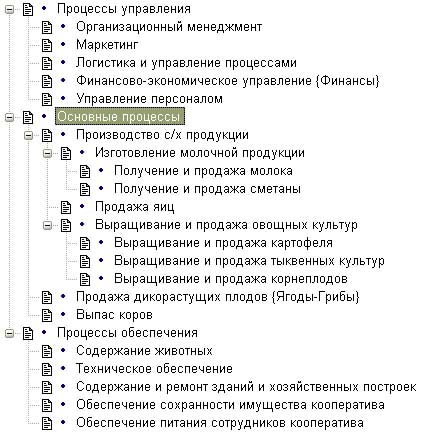 Процессы управления
Организационный менеджмент
Маркетинг
Логистика и управление процессами
Финансово-экономическое управление {Финансы}
Управление персоналом
Основные процессы
Производство с/х продукции
Изготовление молочной продукции
Получение и продажа молока
Получение и продажа сметаны
Продажа яиц
Выращивание и продажа овощных культур
Выращивание и продажа картофеля
Выращивание и продажа тыквенных культур
Выращивание и продажа корнеплодов
Продажа дикорастущих плодов {Ягоды-Грибы}
Выпас коров
Процессы обеспечения
Содержание животных
Техническое обеспечение
Содержание и ремонт зданий и хозяйственных построек
Обеспечение сохранности имущества кооператива
Обеспечение питания сотрудников кооператива